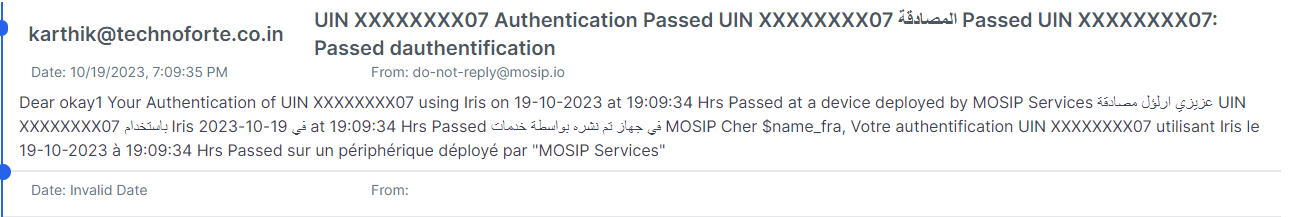 karthik@technoforte.co.in
UIN XXXXXXXX07 Authentication Passed UIN XXXXXXXX07 المصادقة Passed UIN XXXXXXXX07:
Passed dauthentification
Date: 10/19/2023, 7:09:35 PM
From: do-not-reply@mosip.io
Dear okay1 Your Authentication of UIN XXXXXXXX07 using Iris on 19-10-2023 at 19:09:34 Hrs Passed at a device deployed by MOSIP Services عزيزي ارلؤل مصادقة UIN
XXXXXXXX07 باستخدام Iris في 19-10-2023 at 19:09:34 Hrs Passed في جهاز تم نشره بواسطة خدمات MOSIP Cher $name_fra, Votre authentification UIN XXXXXXXX07 utilisant Iris le
19-10-2023 à 19:09:34 Hrs Passed sur un périphérique déployé par "MOSIP Services"
Date: Invalid Date
From: